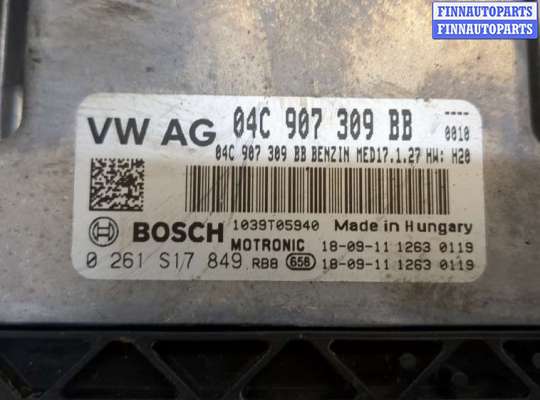 FINNAUTOPARTS
FINNAUTOPARTS
VW AG 04C 907 309 BB ----
0010
04C 907 309 BB BENZIN MED17.1.27 HW: H20
1039T05940 Made in Hungary
BOSCH MOTRONIC 18-09-11 1263 0119
0 261 S17 849 RBB 658 18-09-11 1263 0119